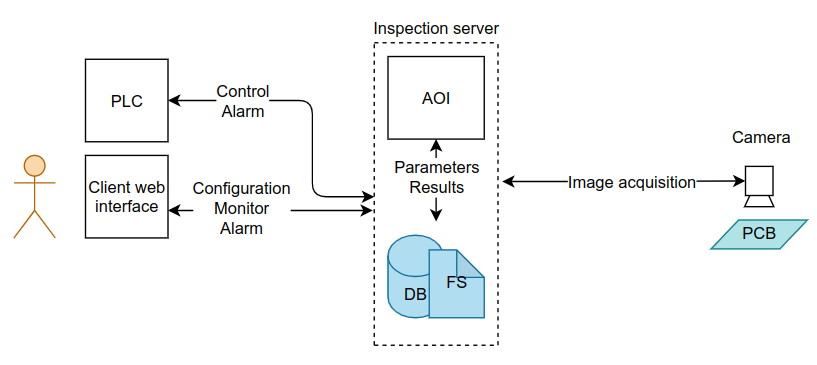 Inspection server
PLC
Control
Alarm
AOI
Client web
interface
Configuration
Monitor
Alarm
Parameters
Results
DB
FS
Image acquisition
Camera
PCB